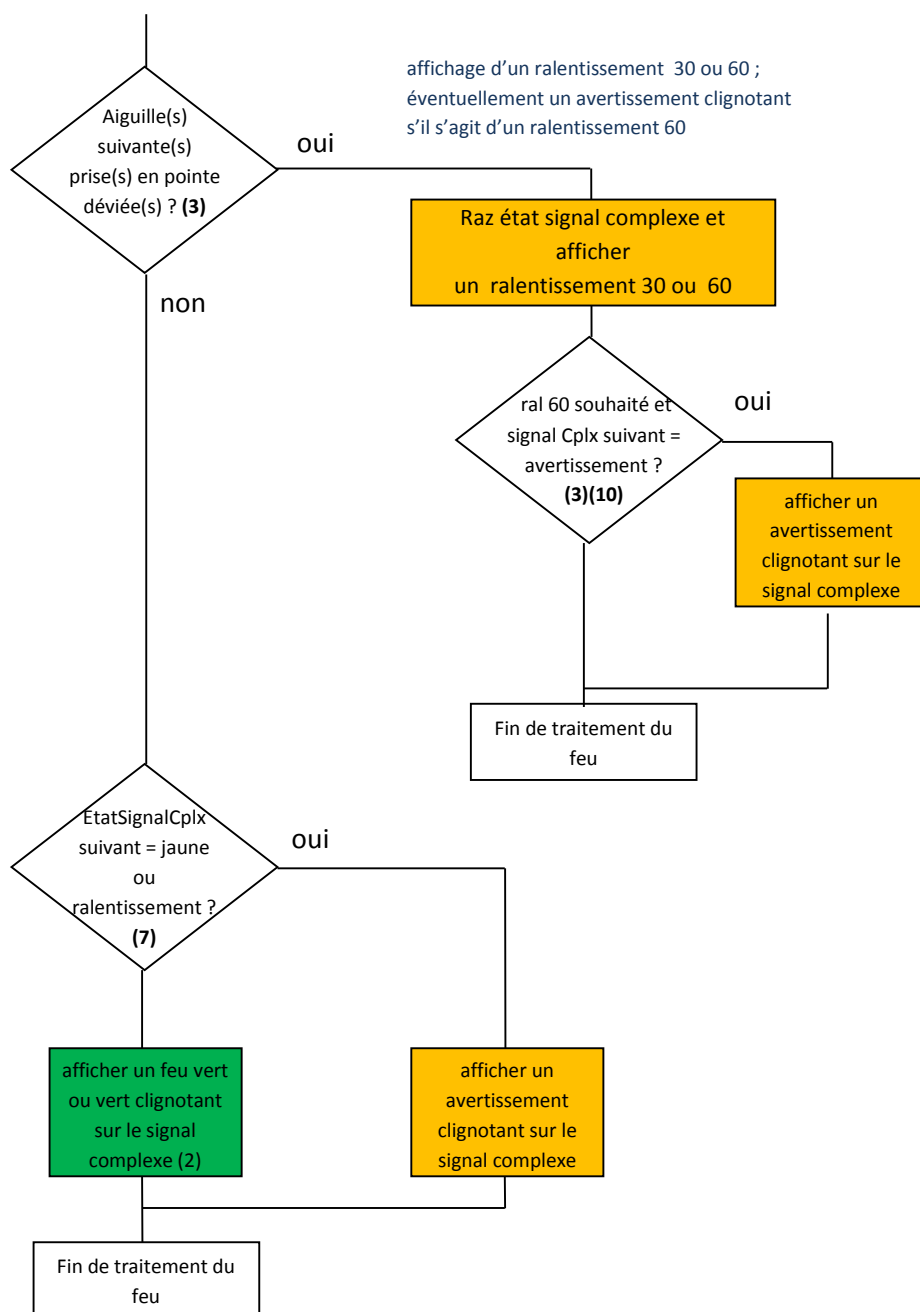 affichage d'un ralentissement 30 ou 60 ;
éventuellement un avertissement clignotant
s'il s'agit d'un ralentissement 60
Aiguille(s)
suivante(s)
prise(s) en pointe
déviée(s) ? (3)
oui
Raz état signal complexe et
afficher
un ralentissement 30 ou 60
non
ral 60 souhaité et
signal Cplx suivant =
avertissement ?
(3)(10)
oui
afficher un
avertissement
clignotant sur le
signal complexe
Fin de traitement du
feu
EtatSignalCplx
suivant = jaune
ou
ralentissement ?
(7)
oui
afficher un feu vert
ou vert clignotant
sur le signal
complexe (2)
afficher un
avertissement
clignotant sur le
signal complexe
Fin de traitement du
feu